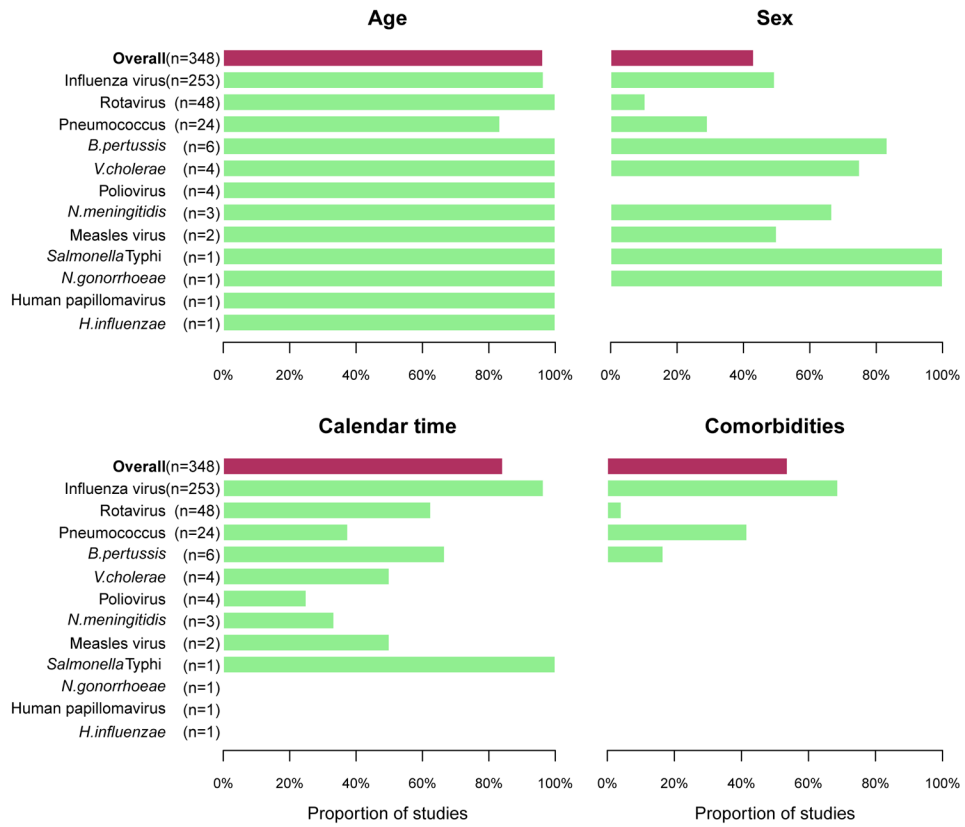 Age
Sex
Overall(n=348)
Influenza virus(n=253)
Rotavirus (n=48)
Pneumococcus (n=24)
B.pertussis (n=6)
V.cholerae (n=4)
Poliovirus (n=4)
N.meningitidis (n=3)
Measles virus (n=2)
Salmonella Typhi (n=1)
N.gonorrhoeae (n=1)
Human papillomavirus (n=1)
H.influenzae (n=1)
0% 20% 40% 60% 80% 100%
0% 20% 40% 60% 80% 100%
Calendar time
Comorbidities
Overall(n=348)
Influenza virus(n=253)
Rotavirus (n=48)
Pneumococcus (n=24)
B.pertussis (n=6)
V.cholerae (n=4)
Poliovirus (n=4)
N.meningitidis (n=3)
Measles virus (n=2)
Salmonella Typhi (n=1)
N.gonorrhoeae (n=1)
Human papillomavirus (n=1)
H.influenzae (n=1)
0% 20% 40% 60% 80% 100%
0% 20% 40% 60% 80% 100%
Proportion of studies
Proportion of studies